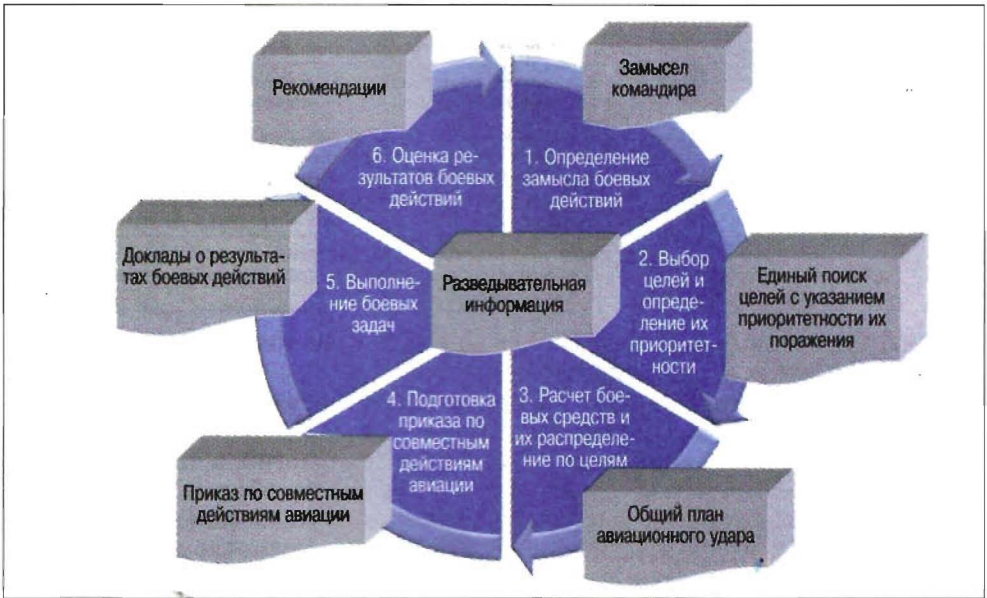 Рекомендации
Замысел
командира
6. Оценка ре-
зультатов боевых
действий
1. Определение
замысла боевых
действий
Доклады о результа-
тах боевых действий
5. Выполне-
ние боевых
задач
Разведывательная
информация
2. Выбор
целей и
опреде-
ление их
приоритет-
ности
Единый поиск
целей с указанием
приоритетности их
поражения
4. Подготовка
приказа по
совместным
действиям
авиации
3. Расчет бое-
вых средств и
их распределе-
ние по целям
Приказ по совместным
действиям авиации
Общий план
авиационного удара